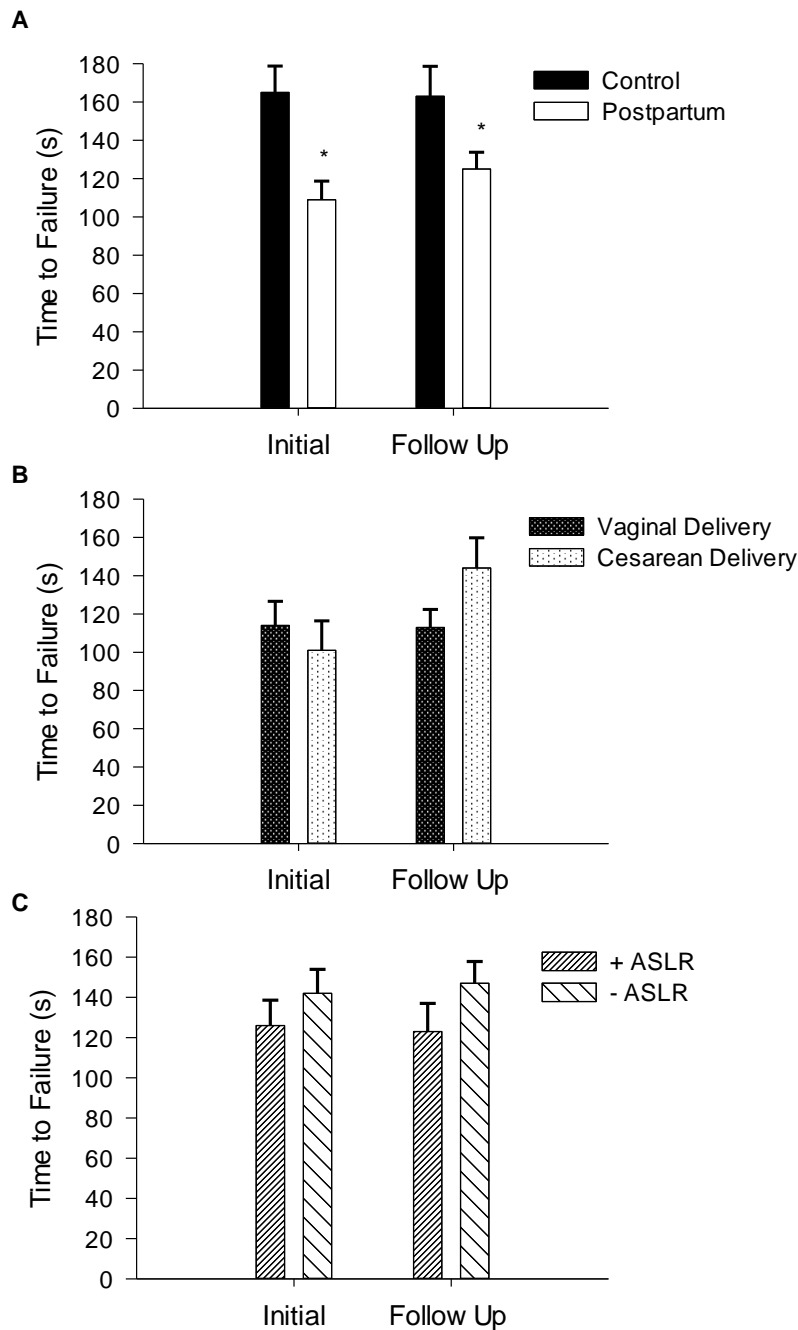 A
Time to Failure (s)
180
160
140
120
100
80
60
40
20
0
*
*
Control
Postpartum
Initial
Follow Up
B
Time to Failure (s)
180
160
140
120
100
80
60
40
20
0
Vaginal Delivery
Cesarean Delivery
Initial
Follow Up
C
Time to Failure (s)
180
160
140
120
100
80
60
40
20
0
+ ASLR
- ASLR
Initial
Follow Up